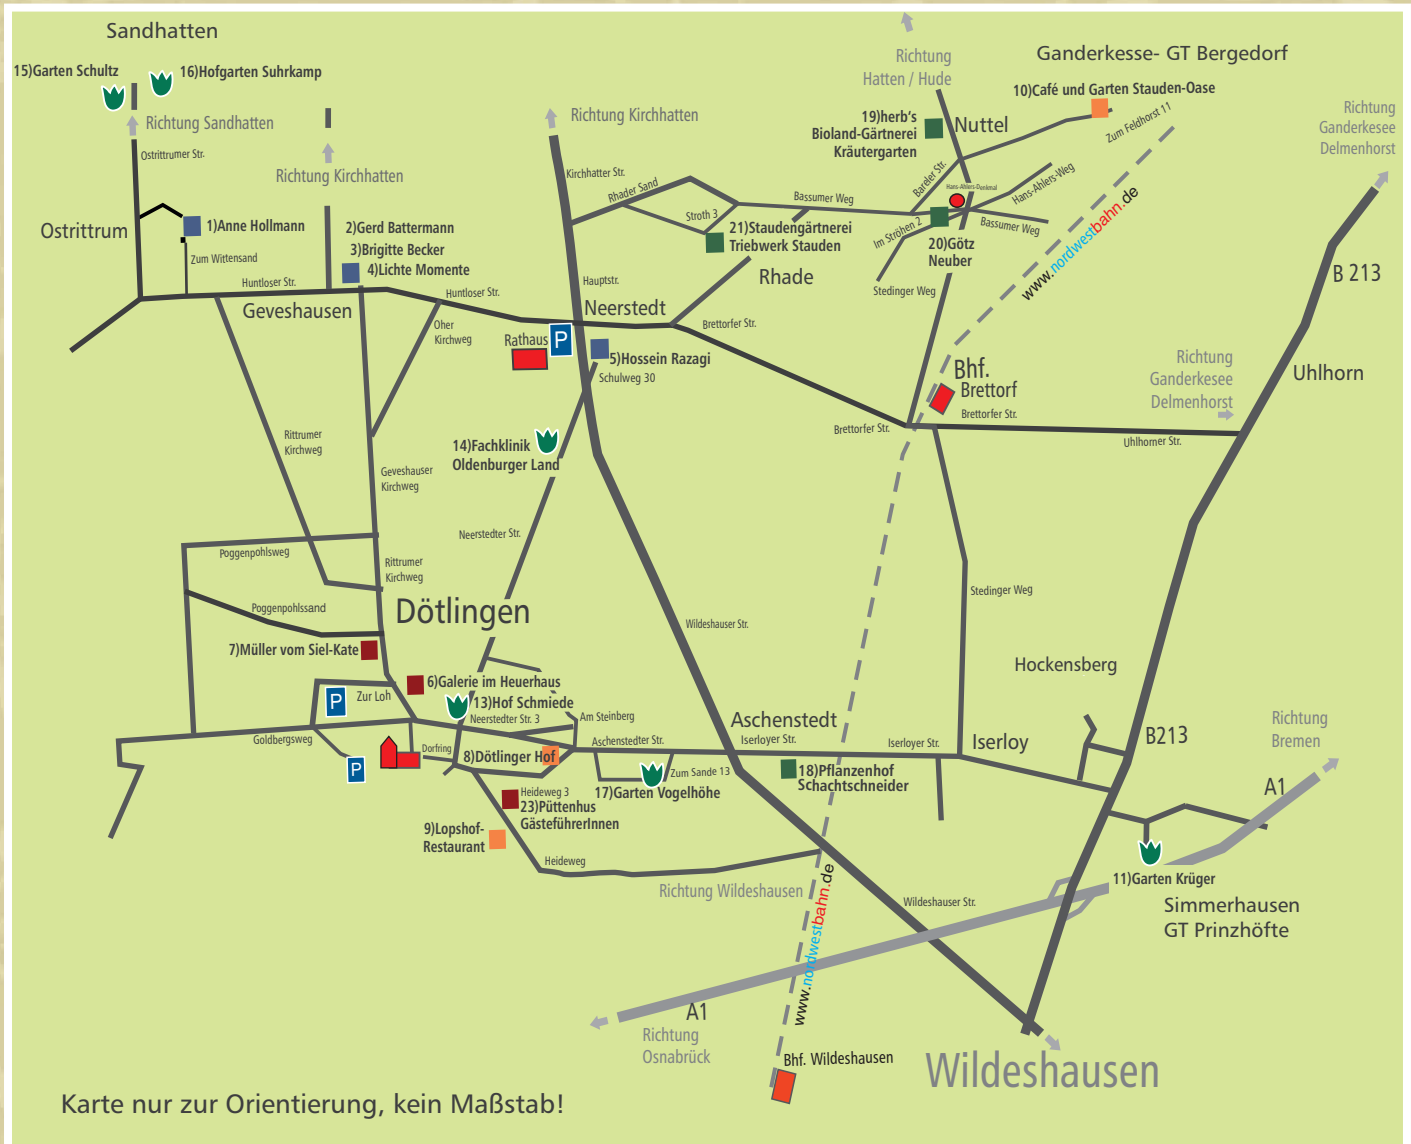 Sandhatten
15)Garten Schultz
16)Hofgarten Suhrkamp
Richtung Sandhatten
Ostrittrumer Str.
Richtung Kirchhatten
Ostrittrum
1)Anne Hollmann
Zum Wittensand
Huntloser Str.
Geveshausen
2)Gerd Battermann
3)Brigitte Becker
4)Lichte Momente
Huntloser Str.
Oher
Kirchweg
Richtung Kirchhatten
Kirchhatter Str.
Rhader Sand
Stroth 3
Bassumer Weg
21)Staudengärtnerei
Triebwerk Stauden
Rhade
Hauptstr.
Neerstedt
Brettorfer Str.
Rathaus
P
5)Hossein Razagi
Schulweg 30
Richtung
Hatten / Hude
19)herb's
Bioland-Gärtnerei
Kräutergarten
Nuttel
Ganderkesse- GT Bergedorf
10)Café und Garten Stauden-Oase
Zum Feldhorst 11
Bareler Str.
Hans-Ahlers-Denkmal
Hans-Ahlers-Weg
Im Ströhen 2
Bassumer Weg
20)Götz
Neuber
Stedinger Weg
www.nordwestbahn.de
Richtung
Ganderkesee
Delmenhorst
B 213
Uhlhorn
Richtung
Ganderkesee
Delmenhorst
Bhf.
Brettorf
Brettorfer Str.
Brettorfer Str.
Uhlhorner Str.
14)Fachklinik
Oldenburger Land
Rittrumer
Kirchweg
Geveshauser
Kirchweg
Neerstedter Str.
Poggenpohlsweg
Rittrumer
Kirchweg
Poggenpohlssand
Dötlingen
Wildeshauser Str.
Stedinger Weg
7)Müller vom Siel-Kate
6)Galerie im Heuerhaus
P
Zur Loh
13)Hof Schmiede
Neerstedter Str. 3
Am Steinberg
Goldbergsweg
P
Dorfring
8)Dötlinger Hof
Aschenstedter Str.
Zum Sande 13
17)Garten Vogelhöhe
Heideweg 3
23)Püttenhus
GästeführerInnen
9)Lopshof-
Restaurant
Heideweg
Aschenstedt
Iserloyer Str.
Iserloyer Str.
Iserloy
18)Pflanzenhof
Schachtschneider
Hockensberg
B213
Richtung
Bremen
A1
11)Garten Krüger
Simmerhausen
GT Prinzhöfte
Richtung Wildeshausen
Wildeshauser Str.
www.nordwestbahn.de
A1
Richtung
Osnabrück
Bhf. Wildeshausen
Wildeshausen
Karte nur zur Orientierung, kein Maßstab!